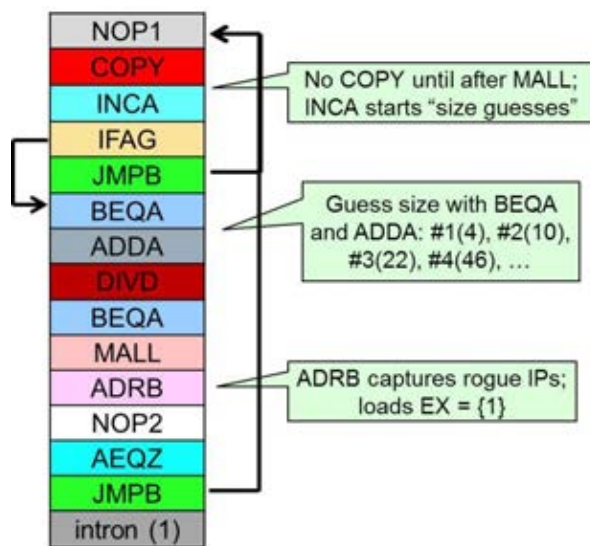 NOP1
COPY
INCA
IFAG
JMPB
BEQA
ADDA
DIVD
BEQA
MALL
ADRB
NOP2
AEQZ
JMPB
intron (1)
No COPY until after MALL;
INCA starts “size guesses”
Guess size with BEQA
and ADDA: #1(4), #2(10),
#3(22), #4(46), …
ADRB captures rogue IPs;
loads EX = {1}